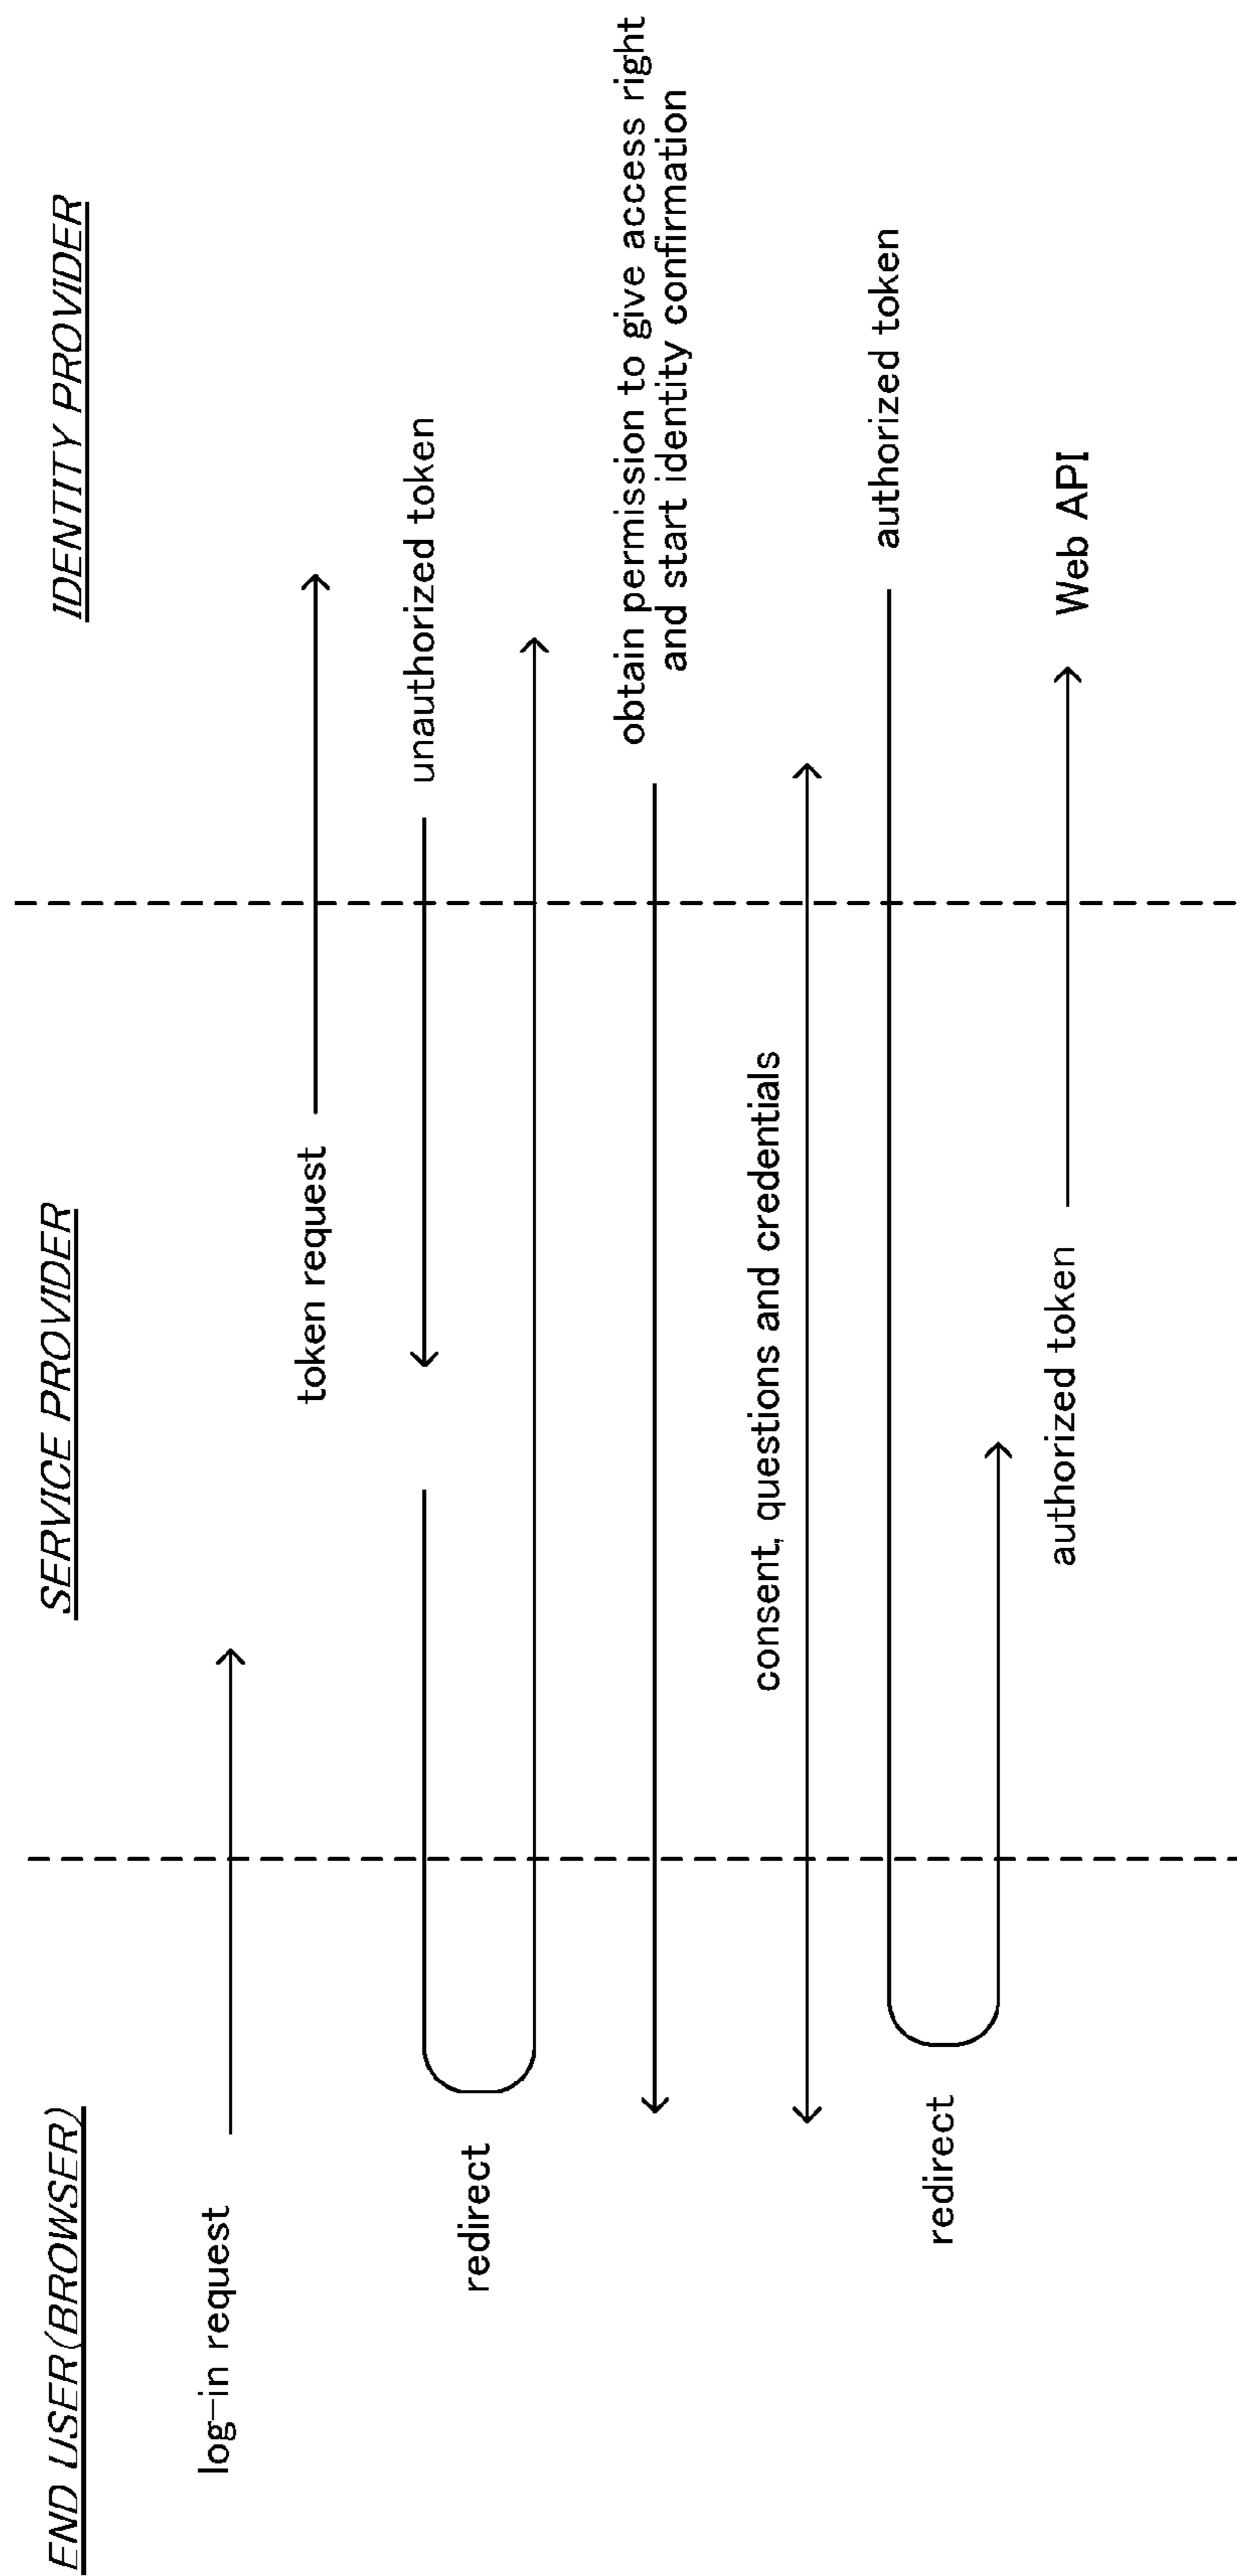 END USER(BROWSER)
SERVICE PROVIDER
IDENTITY PROVIDER
log-in request
token request
unauthorized token
redirect
obtain permission to give access right
and start identity confirmation
consent, questions and credentials
authorized token
redirect
authorized token
Web API